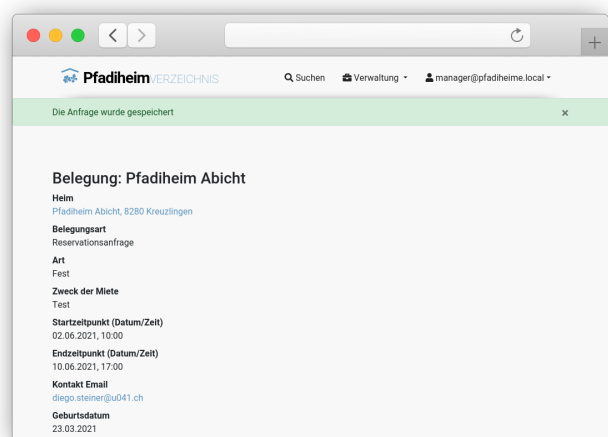 PfadiheimVERZEICHNIS
Suchen
Verwaltung
manager@pfadiheime.local
Die Anfrage wurde gespeichert
×
Belegung: Pfadiheim Abicht
Heim
Pfadiheim Abicht, 8280 Kreuzlingen
Belegungsart
Reservationsanfrage
Art
Fest
Zweck der Miete
Test
Startzeitpunkt (Datum/Zeit)
02.06.2021, 10:00
Endzeitpunkt (Datum/Zeit)
10.06.2021, 17:00
Kontakt Email
diego.steiner@u041.ch
Geburtsdatum
23.03.2021